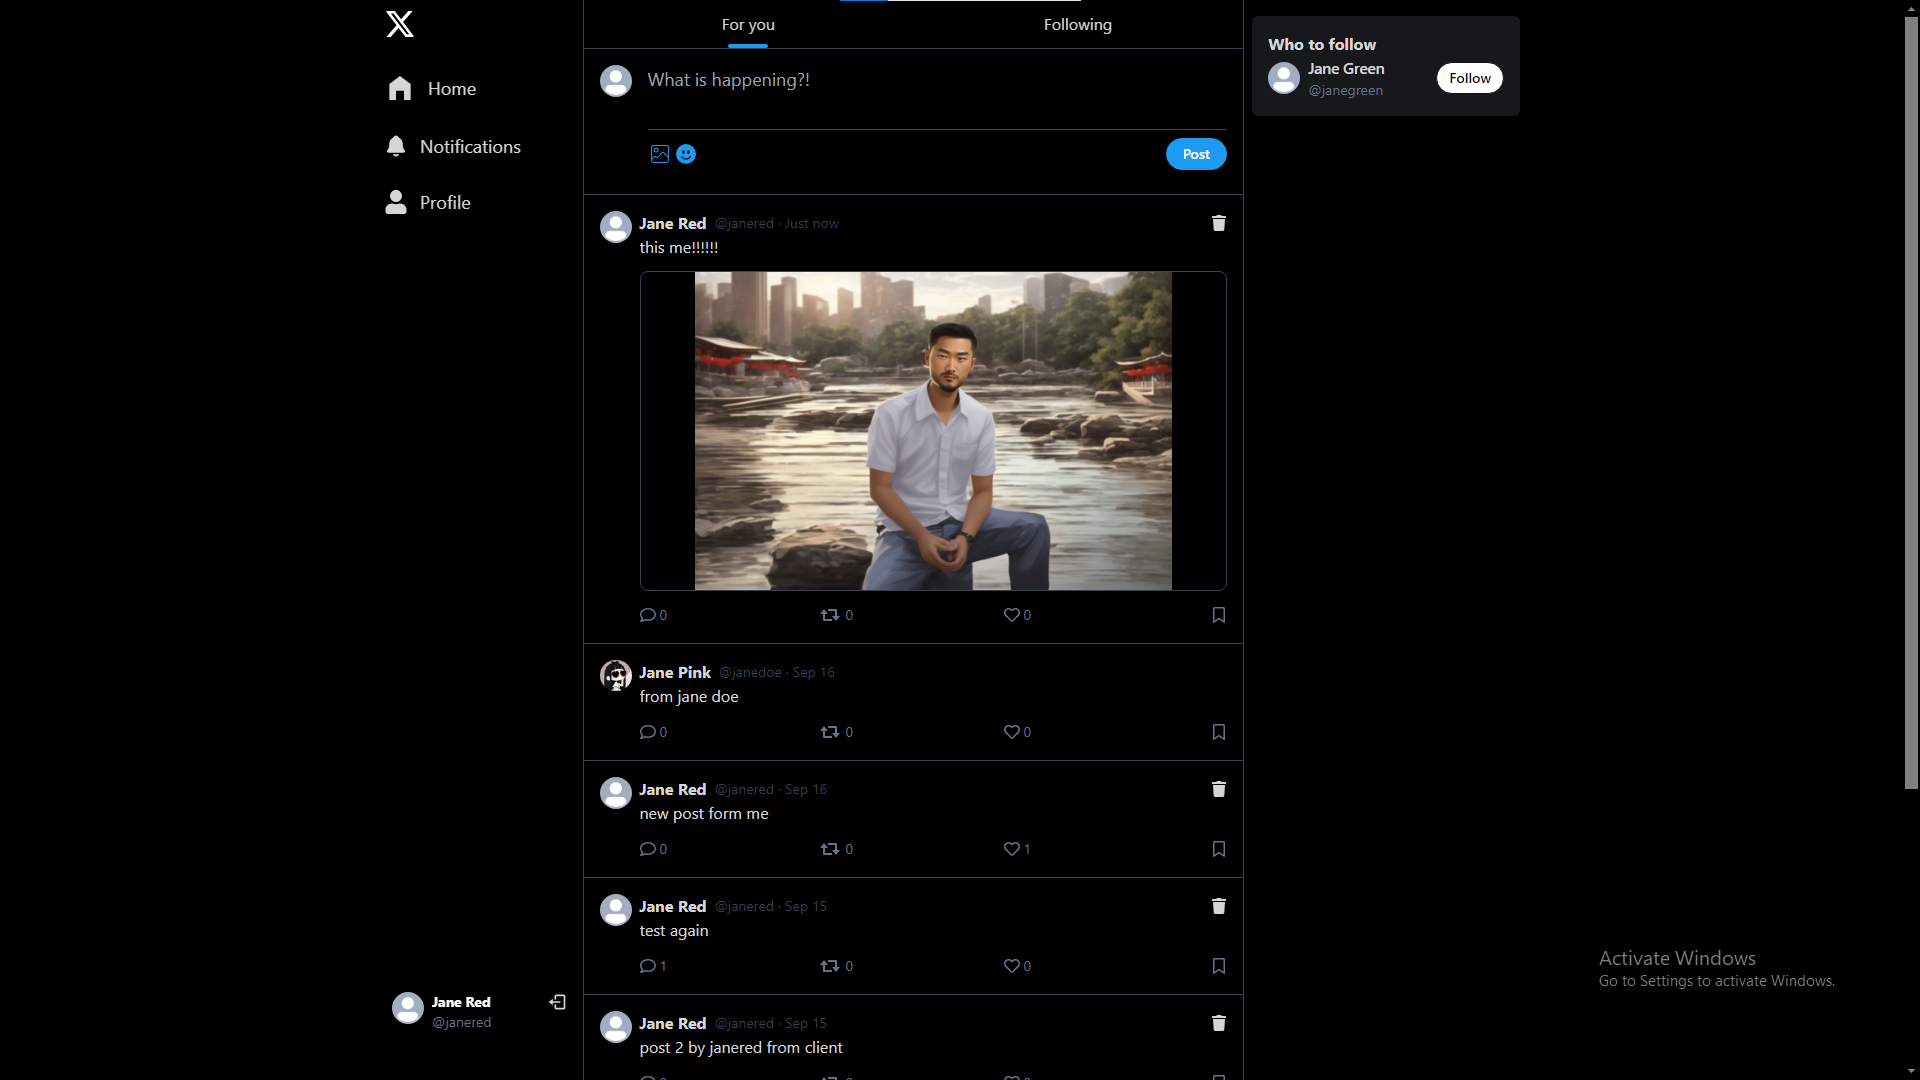 For you
Following
Home
Notifications
Profile
What is happening?!
Post
Who to follow
Jane Green
@janegreen
Follow
Jane Red @janered · Just now
this me!!!!!!
0 0 0
Jane Pink @janedoe · Sep 16
from jane doe
0 0 0
Jane Red @janered · Sep 16
new post form me
0 0 1
Jane Red @janered · Sep 15
test again
1 0 0
Jane Red @janered · Sep 15
post 2 by janered from client
Jane Red
@janered
Activate Windows
Go to Settings to activate Windows.